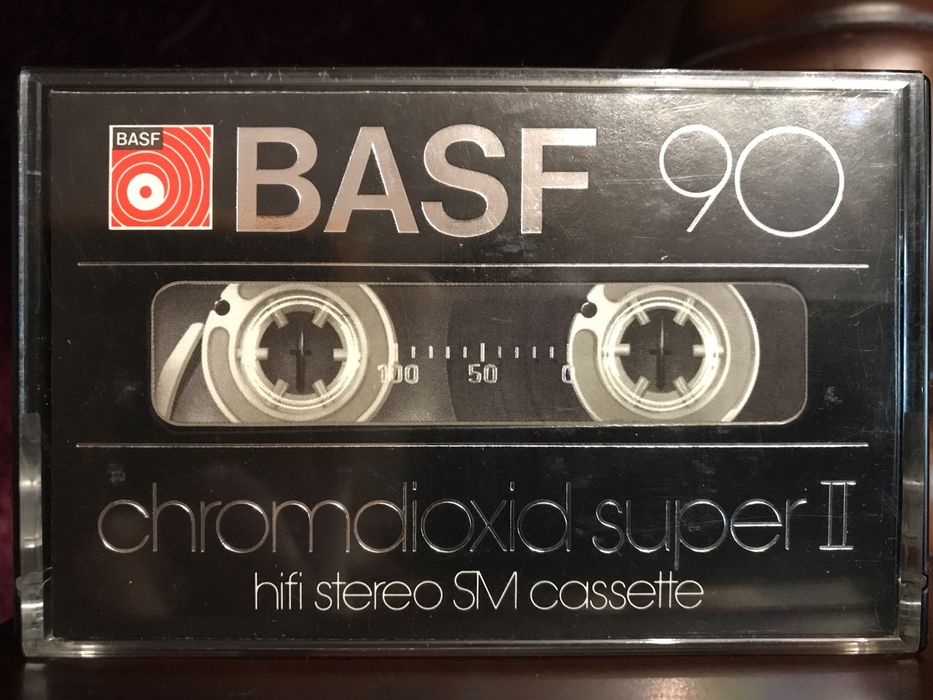 BASF
BASF 90
100 50 0
chromdioxid super II
hifi stereo SM cassette